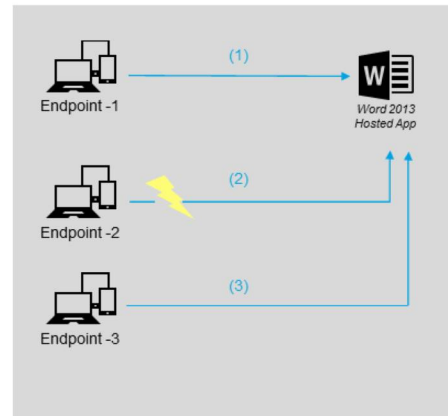 (1)
W
Endpoint -1
Word 2013
Hosted App
(2)
Endpoint -2
(3)
Endpoint -3